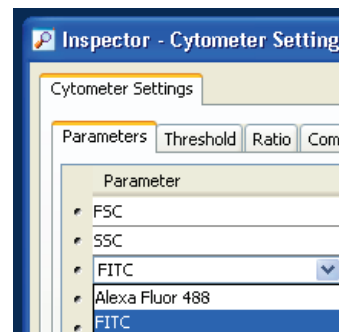 Inspector - Cytometer Setting
Cytometer Settings
Parameters Threshold Ratio Com
Parameter
FSC
SSC
FITC
Alexa Fluor 488
FITC